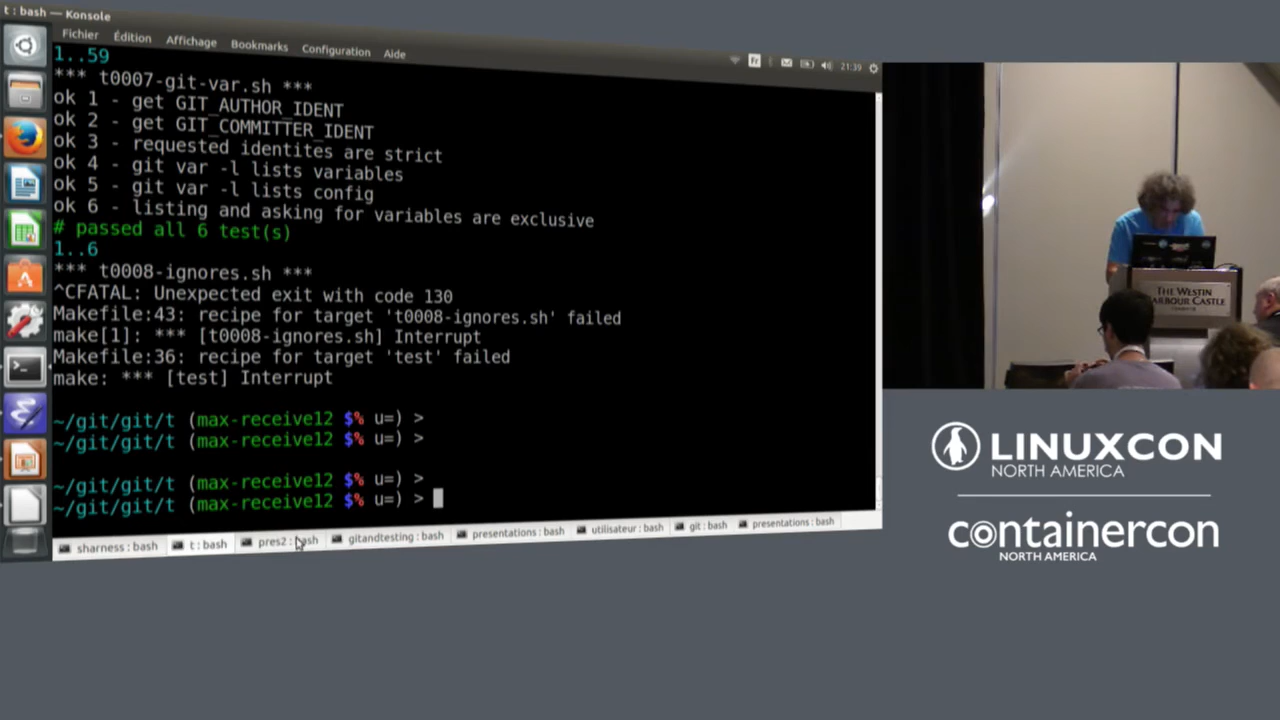 t : bash — Konsole
Fichier Édition Affichage Bookmarks Configuration Aide
Fr 21:39
1..59
*** t0007-git-var.sh ***
ok 1 - get GIT_AUTHOR_IDENT
ok 2 - get GIT_COMMITTER_IDENT
ok 3 - requested identites are strict
ok 4 - git var -l lists variables
ok 5 - git var -l lists config
ok 6 - listing and asking for variables are exclusive
# passed all 6 test(s)
1..6
*** t0008-ignores.sh ***
^CFATAL: Unexpected exit with code 130
Makefile:43: recipe for target 't0008-ignores.sh' failed
make[1]: *** [t0008-ignores.sh] Interrupt
Makefile:36: recipe for target 'test' failed
make: *** [test] Interrupt
~/git/git/t (max-receive12 $% u=) >
~/git/git/t (max-receive12 $% u=) >
~/git/git/t (max-receive12 $% u=) >
~/git/git/t (max-receive12 $% u=) >
sharness : bash t : bash pres2 : bash gitandtesting : bash presentations : bash utilisateur : bash git : bash presentations : bash
THE WESTIN
HARBOUR CASTLE
LINUXCON
NORTH AMERICA
containercon
NORTH AMERICA